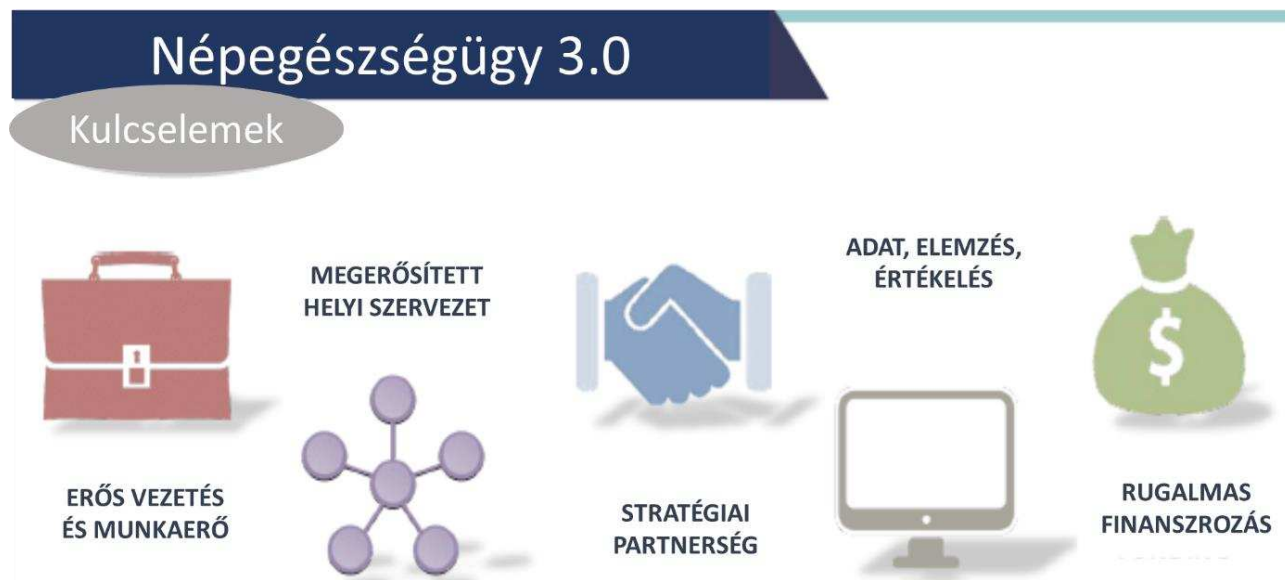 Népegészségügy 3.0
Kulcselemek
ERŐS VEZETÉS
ÉS MUNKAERŐ
MEGERŐSÍTETT
HELYI SZERVEZET
STRATÉGIAI
PARTNERSÉG
ADAT, ELEMZÉS,
ÉRTÉKELÉS
$
RUGALMAS
FINANSZROZÁS